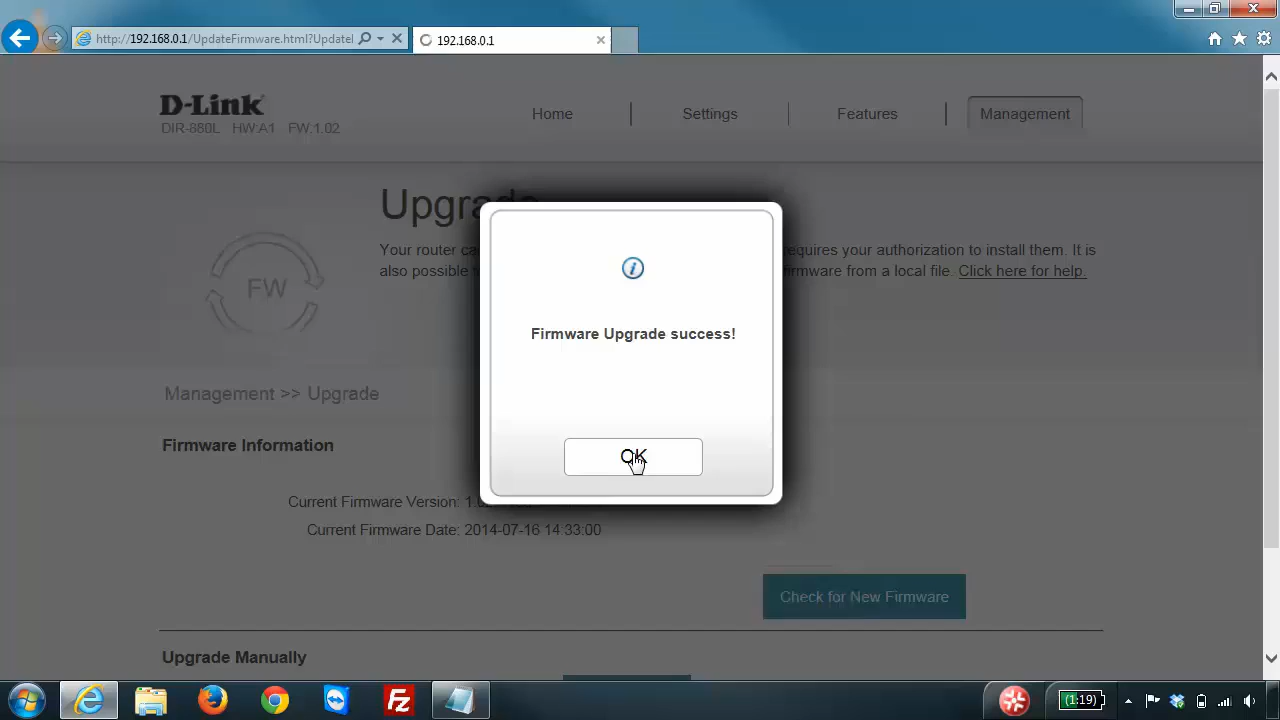 http://192.168.0.1/UpdateFirmware.html?Updatel
192.168.0.1
D-Link
DIR-880L HW:A1 FW:1.02
Home
Settings
Features
Management
Your router
requires your authorization to install them. It is
also possible
firmware from a local file. Click here for help.
FW
Firmware Upgrade success!
OK
Management >> Upgrade
Firmware Information
Current Firmware Version:
Current Firmware Date: 2014-07-16 14:33:00
Check for New Firmware
Upgrade Manually
(1:19)